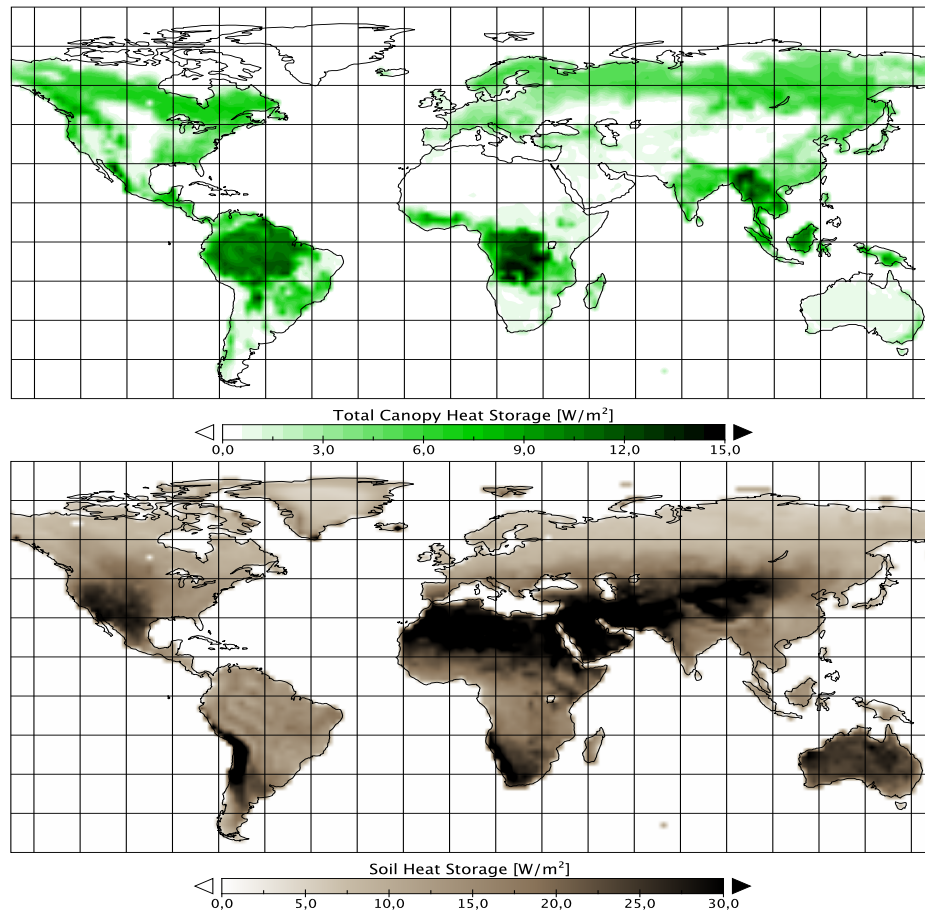 Total Canopy Heat Storage [W/m²]
0,0 3,0 6,0 9,0 12,0 15,0
Soil Heat Storage [W/m²]
0,0 5,0 10,0 15,0 20,0 25,0 30,0